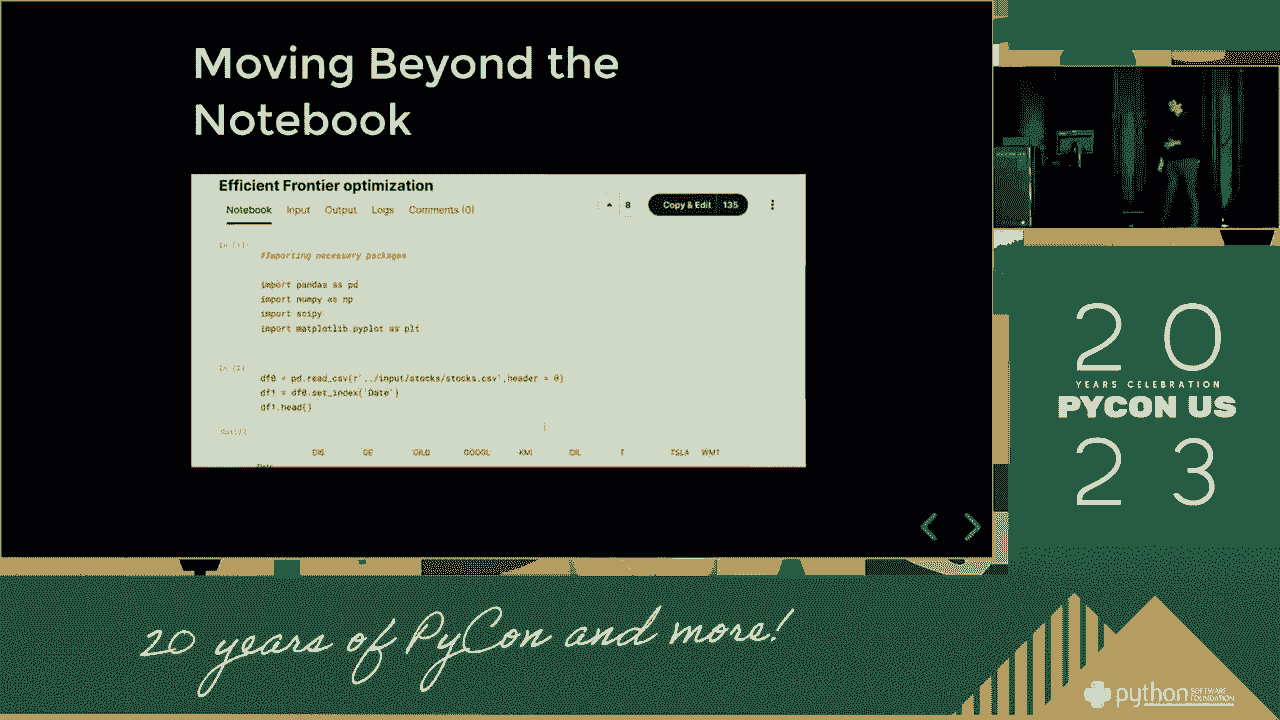 Moving Beyond the
Notebook
Efficient Frontier optimization
Notebook Input Output Logs Comments (0)
8
Copy & Edit 135
In [1]:
#Importing necessary packages
import pandas as pd
import numpy as np
import scipy
import matplotlib.pyplot as plt
In [2]:
df0 = pd.read_csv(r'../input/stocks/stocks.csv',header = 0)
df1 = df0.set_index('Date')
df1.head()
Out[2]:
DIS GE GILD GOOGL KMI OIL T TSLA WMT
Date
20
YEARS CELEBRATION
PYCON US
23
20 years of PyCon and more!
python SOFTWARE
FOUNDATION